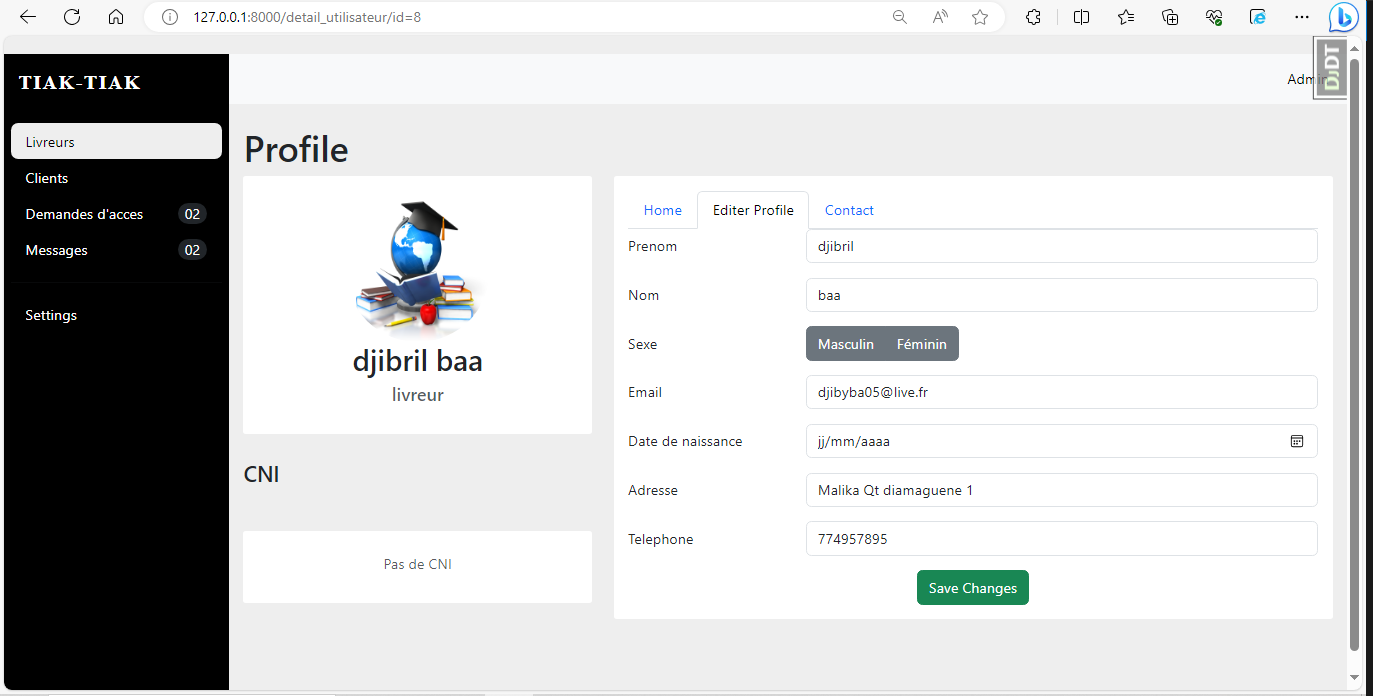 127.0.0.1:8000/detail_utilisateur/id=8
TIAK-TIAK
Admin
DjDT
Livreurs
Clients
Demandes d'acces 02
Messages 02
Settings
Profile
djibril baa
livreur
CNI
Pas de CNI
Home Editer Profile Contact
Prenom djibril
Nom baa
Sexe Masculin Féminin
Email djibyba05@live.fr
Date de naissance jj/mm/aaaa
Adresse Malika Qt diamaguene 1
Telephone 774957895
Save Changes